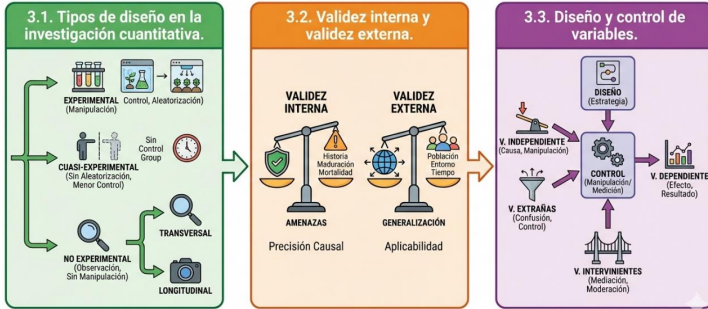 3.1. Tipos de diseño en la
investigación cuantitativa.
EXPERIMENTAL
(Manipulación)
Control, Aleatorización)
CUASI-EXPERIMENTAL
(Sin Aleatorización,
Menor Control)
Sin
Control
Group
NO EXPERIMENTAL
(Observación,
Sin Manipulación)
TRANSVERSAL
LONGITUDINAL
3.2. Validez interna y
validez externa.
VALIDEZ
INTERNA
Historia
Maduración
Mortalidad
AMENAZAS
Precisión Causal
VALIDEZ
EXTERNA
Población
Entorno
Tiempo
GENERALIZACIÓN
Aplicabilidad
3.3. Diseño y control de
variables.
DISEÑO
(Estrategia)
V. INDEPENDIENTE
(Causa, Manipulación)
V. EXTRAÑAS
(Confusión,
Control)
CONTROL
(Manipulación/
Medición)
V. DEPENDIENTE
(Efecto,
Resultado)
V. INTERVINIENTES
(Mediación,
Moderación)